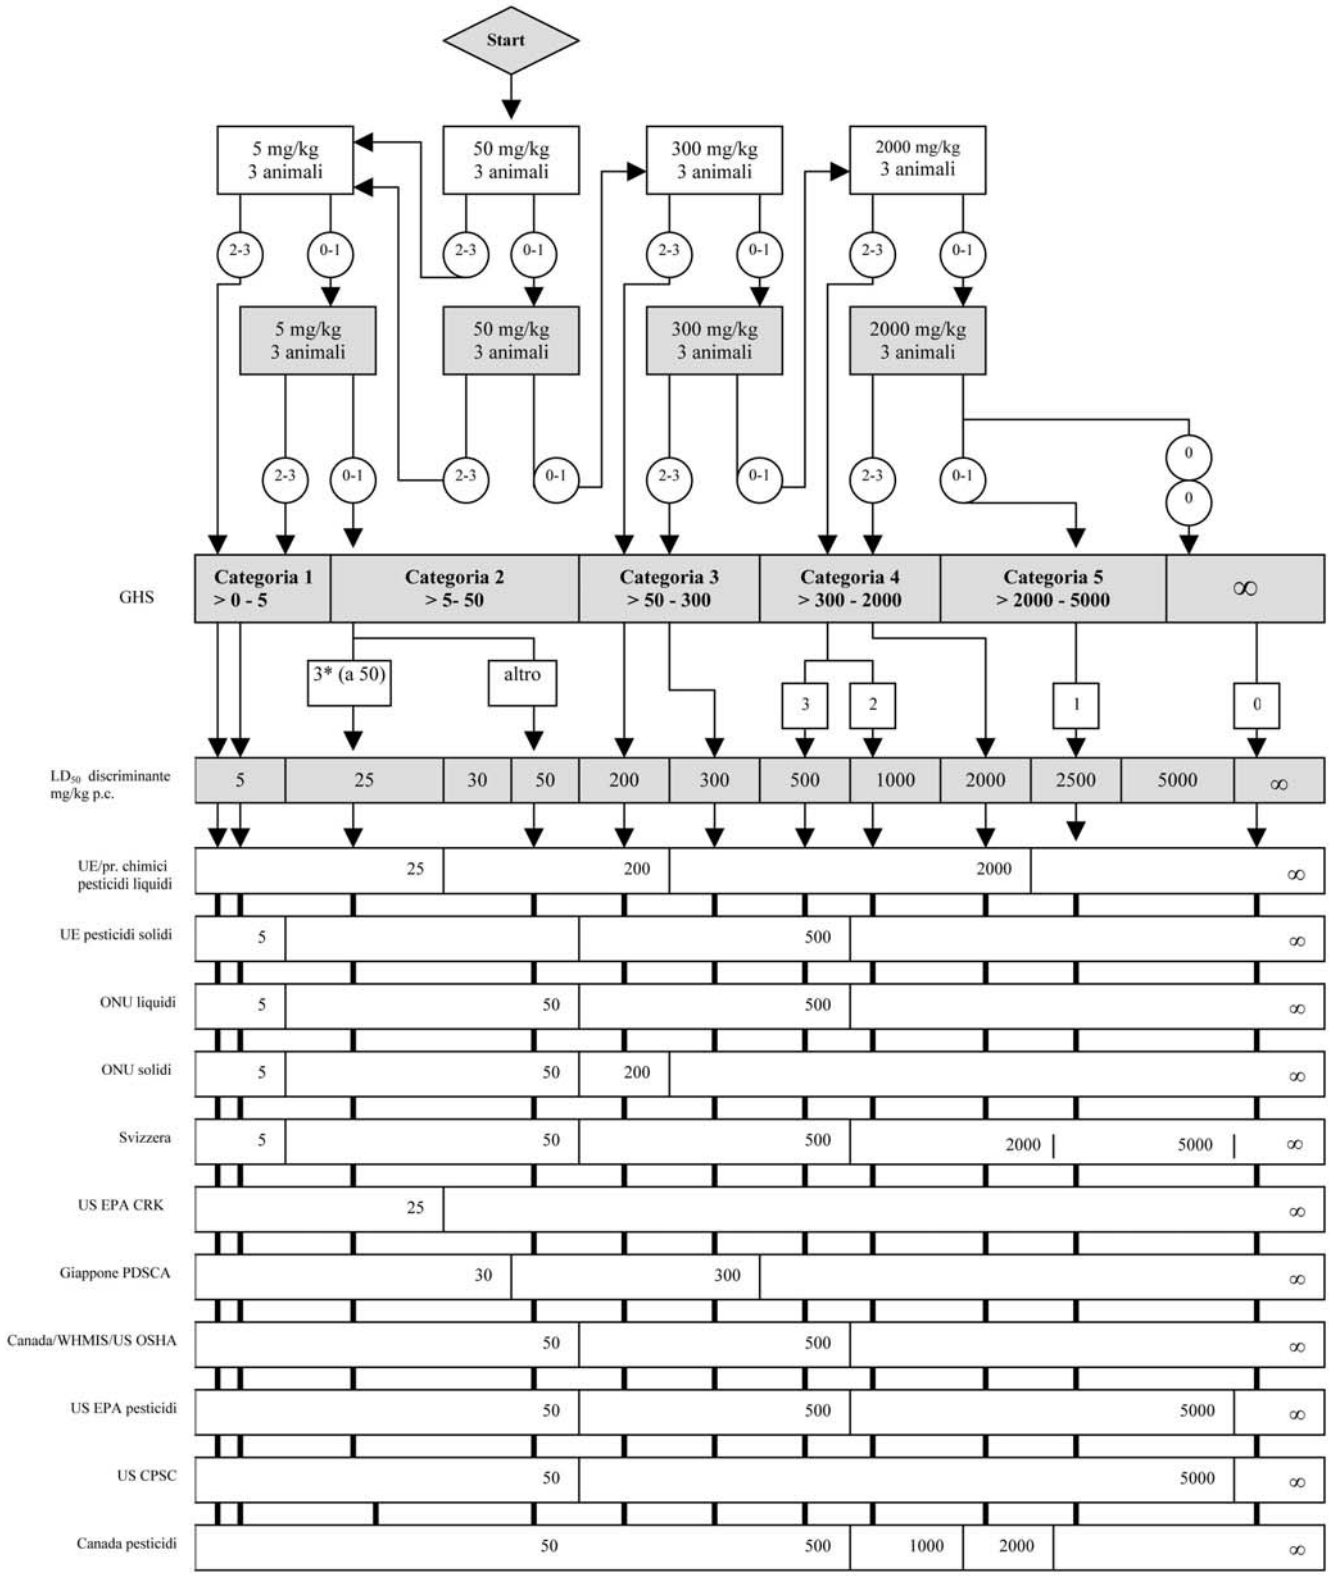 Start
5 mg/kg
3 animali
50 mg/kg
3 animali
300 mg/kg
3 animali
2000 mg/kg
3 animali
2-3
0-1
2-3
0-1
2-3
0-1
2-3
0-1
5 mg/kg
3 animali
50 mg/kg
3 animali
300 mg/kg
3 animali
2000 mg/kg
3 animali
2-3
0-1
2-3
0-1
2-3
0-1
2-3
0-1
0
0
GHS
Categoria 1
> 0 - 5
Categoria 2
> 5- 50
Categoria 3
> 50 - 300
Categoria 4
> 300 - 2000
Categoria 5
> 2000 - 5000
∞
3* (a 50)
altro
3
2
1
0
LD₅₀ discriminante
mg/kg p.c.
5 25 30 50 200 300 500 1000 2000 2500 5000 ∞
UE/pr. chimici
pesticidi liquidi
25 200 2000 ∞
UE pesticidi solidi
5 500 ∞
ONU liquidi
5 50 500 ∞
ONU solidi
5 50 200 ∞
Svizzera
5 50 500 2000 5000 ∞
US EPA CRK
25 ∞
Giappone PDSCA
30 300 ∞
Canada/WHMIS/US OSHA
50 500 ∞
US EPA pesticidi
50 500 5000 ∞
US CPSC
50 5000 ∞
Canada pesticidi
50 500 1000 2000 ∞